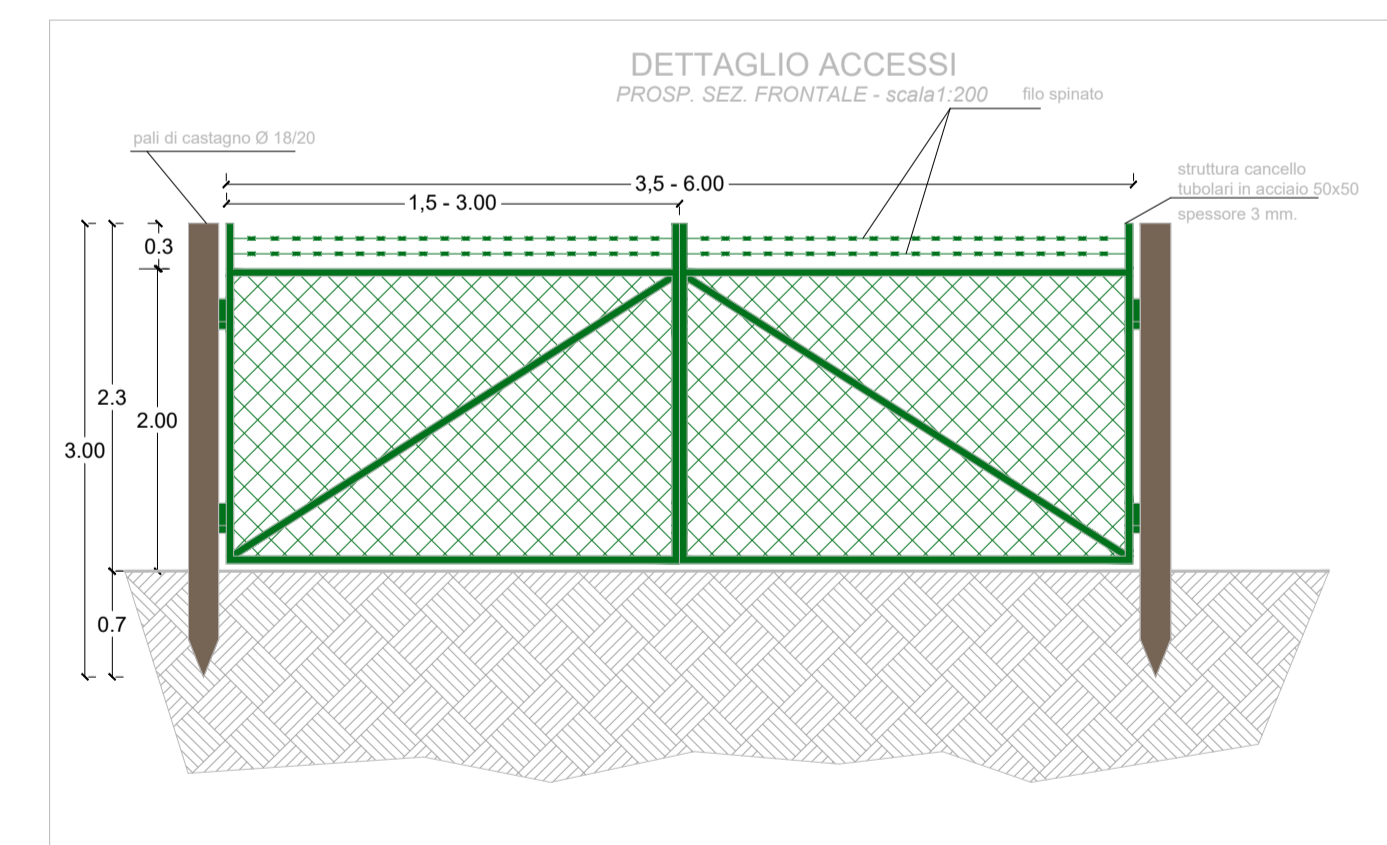 DETTAGLIO ACCESSI
PROSP. SEZ. FRONTALE - scala1:200
filo spinato
pali di castagno Ø 18/20
struttura cancello
tubolari in acciaio 50x50
spessore 3 mm.
3,5 - 6.00
1,5 - 3.00
0.3
2.3
2.00
3.00
0.7